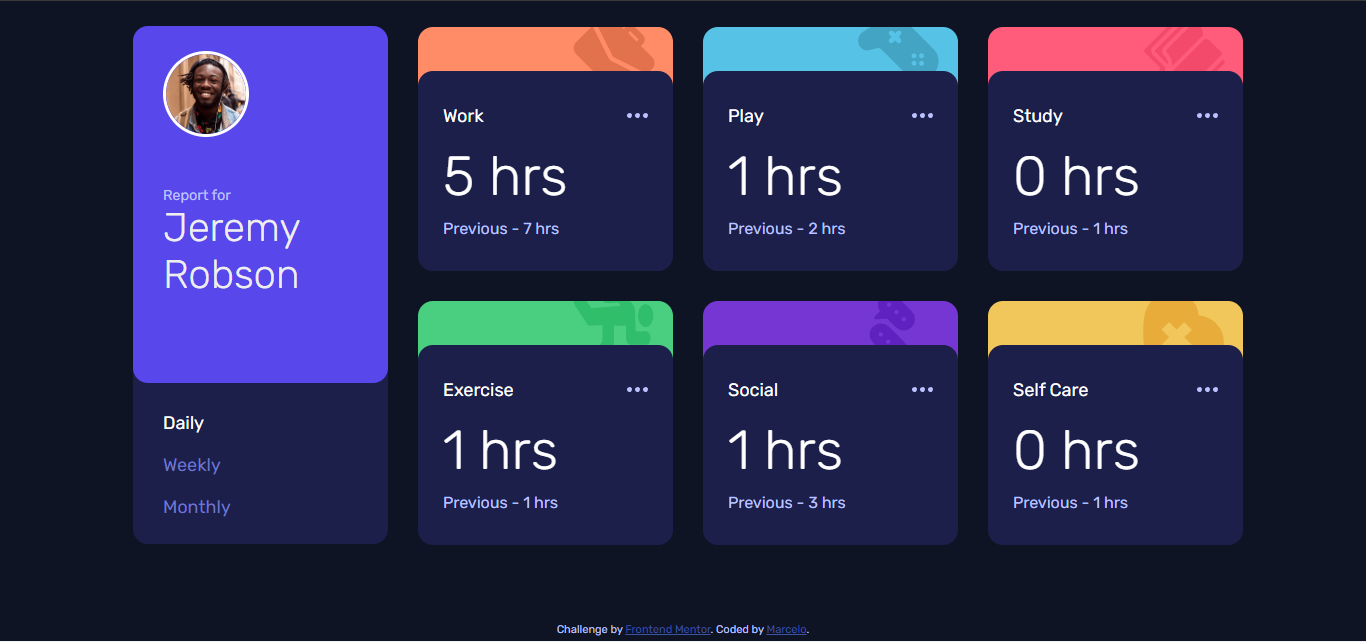 Report for
Jeremy
Robson
Daily
Weekly
Monthly
Work
5 hrs
Previous - 7 hrs
Play
1 hrs
Previous - 2 hrs
Study
0 hrs
Previous - 1 hrs
Exercise
1 hrs
Previous - 1 hrs
Social
1 hrs
Previous - 3 hrs
Self Care
0 hrs
Previous - 1 hrs
Challenge by Frontend Mentor. Coded by Marcelo.